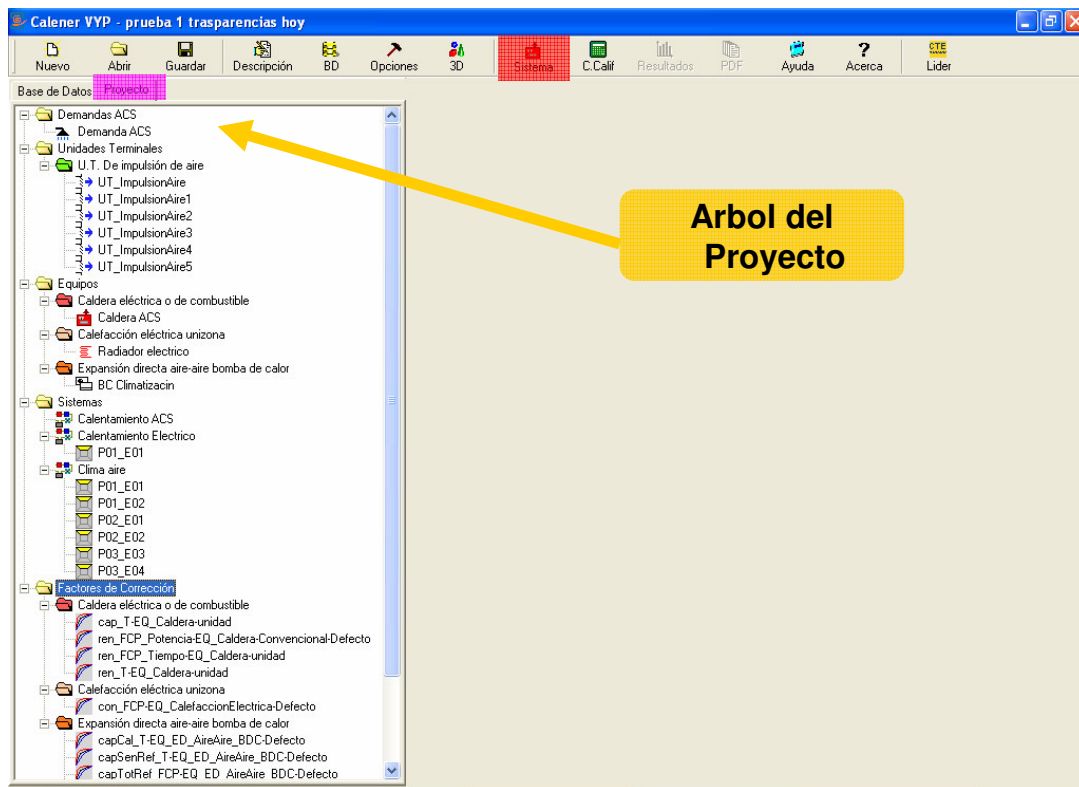 Calener VYP - prueba 1 trasparencias hoy
Nuevo Abrir Guardar Descripción BD Opciones 3D Sistema C.Calif Resultados PDF Ayuda Acerca CTE Lider
Base de Datos Proyecto
Demandas ACS
Demanda ACS
Unidades Terminales
U.T. De impulsión de aire
UT_ImpulsionAire
UT_ImpulsionAire1
UT_ImpulsionAire2
UT_ImpulsionAire3
UT_ImpulsionAire4
UT_ImpulsionAire5
Equipos
Caldera eléctrica o de combustible
Caldera ACS
Calefacción eléctrica unizona
Radiador electrico
Expansión directa aire-aire bomba de calor
BC Climatizacin
Sistemas
Calentamiento ACS
Calentamiento Electrico
P01_E01
Clima aire
P01_E01
P01_E02
P02_E01
P02_E02
P03_E03
P03_E04
Factores de Corrección
Caldera eléctrica o de combustible
cap_T-EQ_Caldera-unidad
ren_FCP_Potencia-EQ_Caldera-Convencional-Defecto
ren_FCP_Tiempo-EQ_Caldera-unidad
ren_T-EQ_Caldera-unidad
Calefacción eléctrica unizona
con_FCP-EQ_CalefaccionElectrica-Defecto
Expansión directa aire-aire bomba de calor
capCal_T-EQ_ED_AireAire_BDC-Defecto
capSenRef_T-EQ_ED_AireAire_BDC-Defecto
capTotRef_FCP-EQ_ED_AireAire_BDC-Defecto
Arbol del
Proyecto